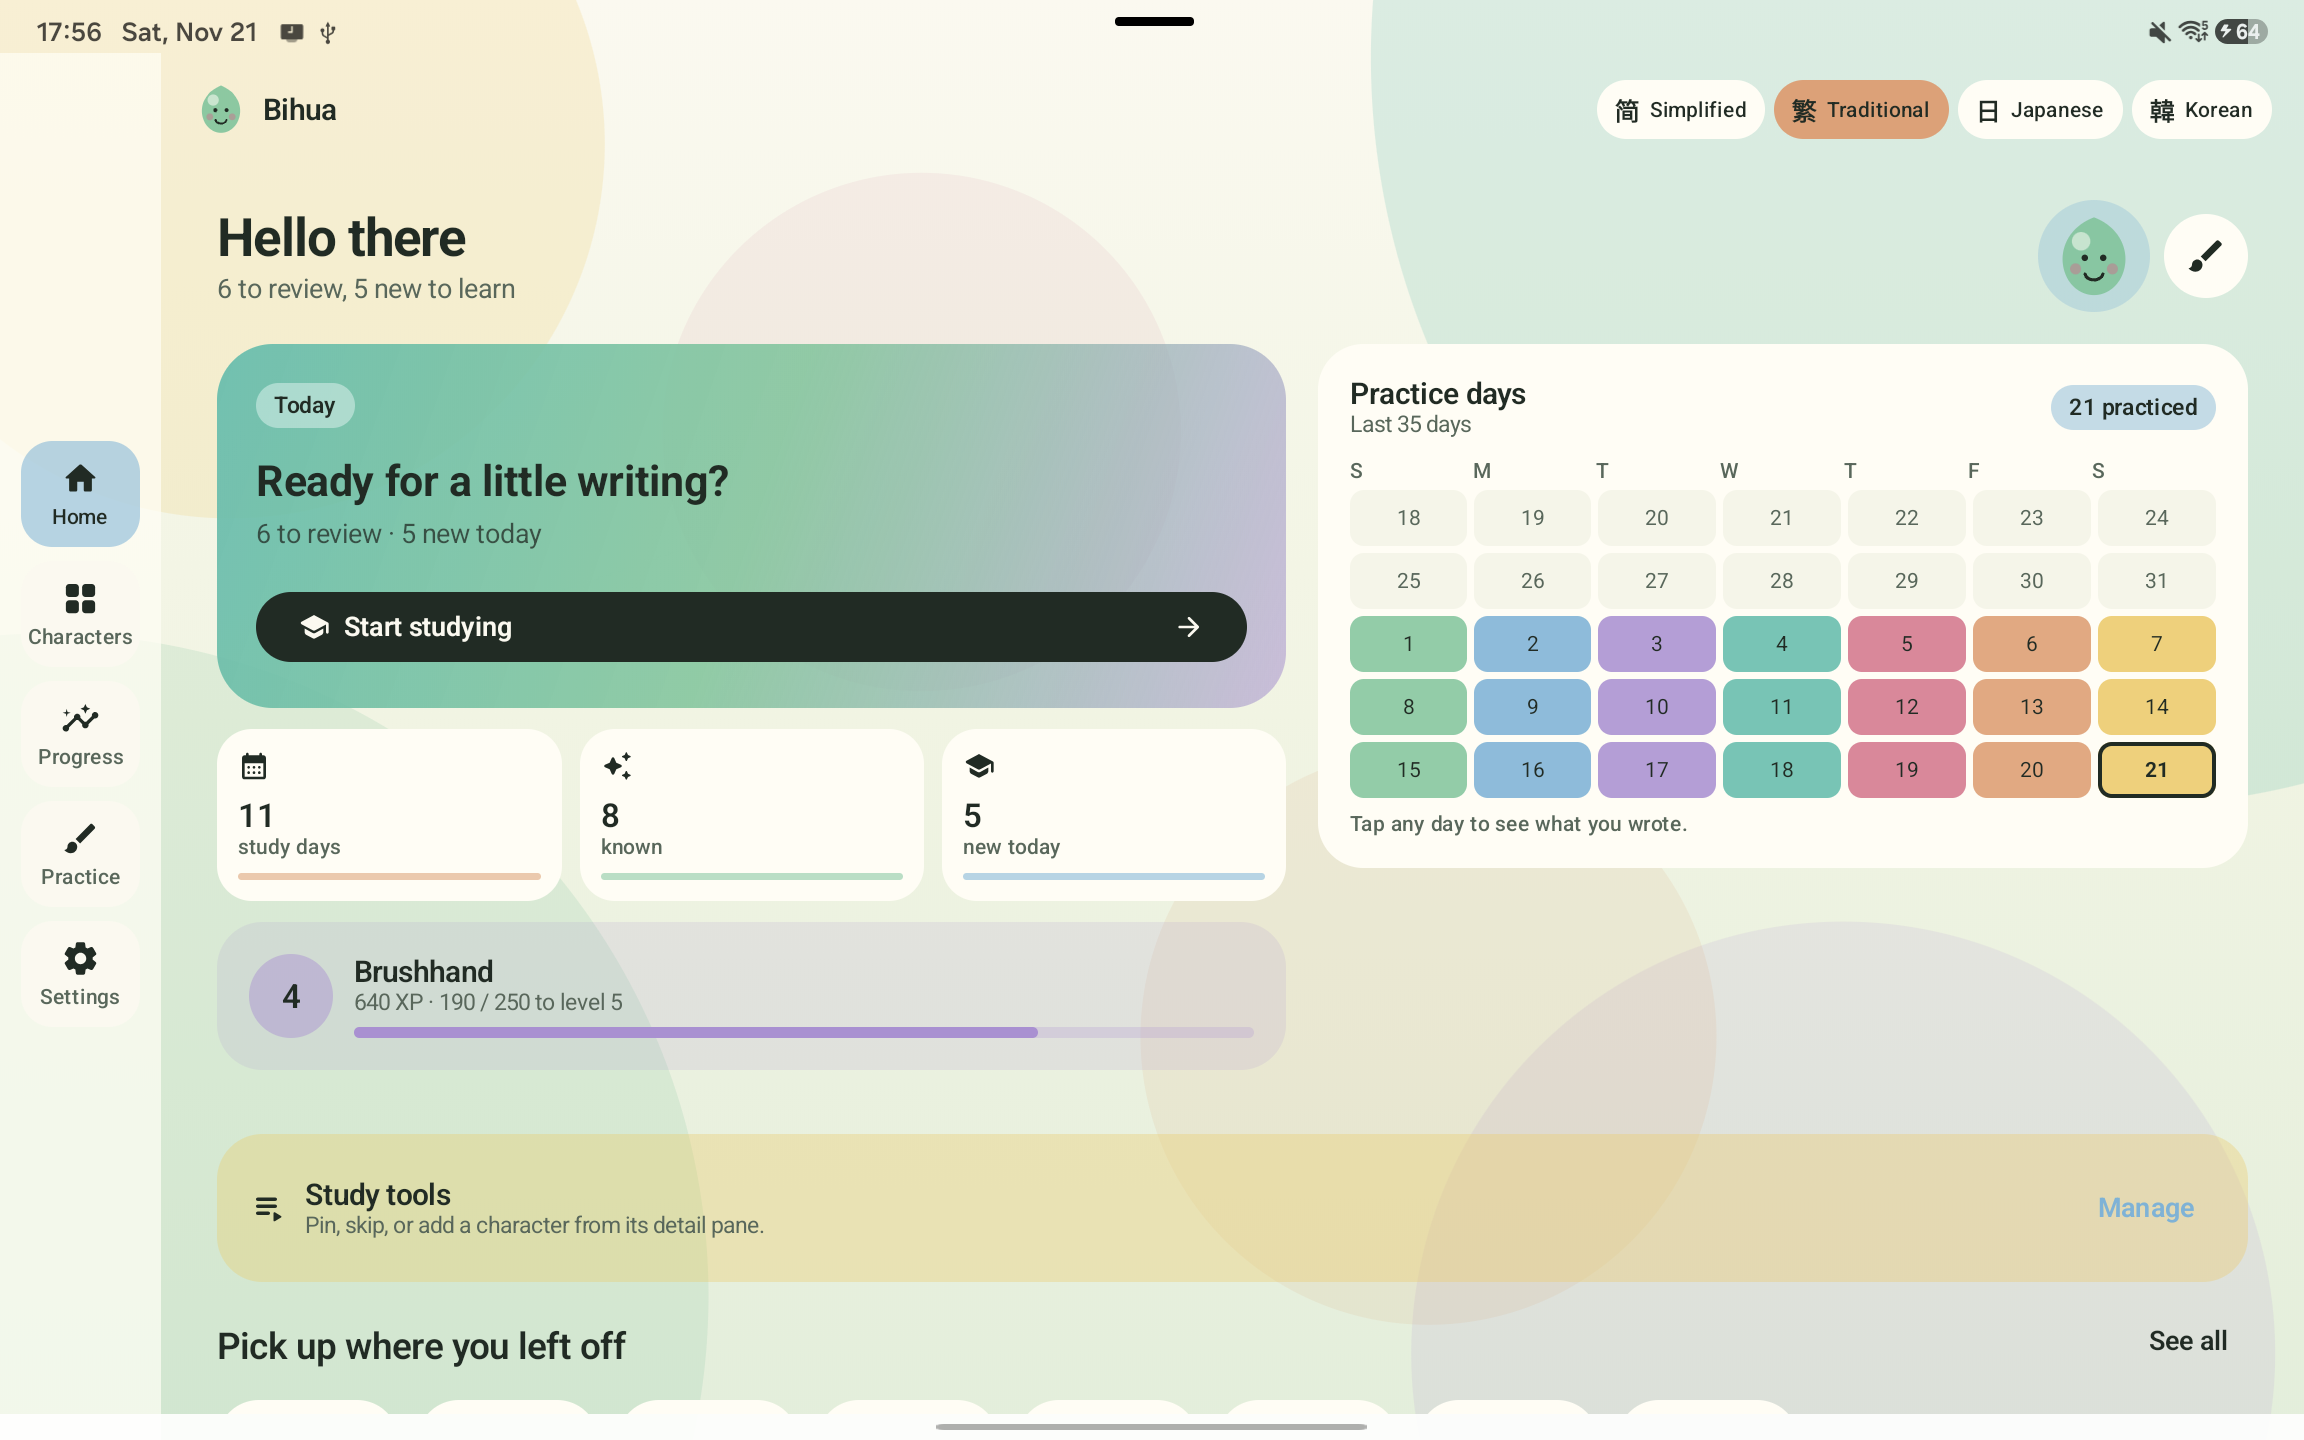 17:56 Sat, Nov 21
64
Bihua
简 Simplified
繁 Traditional
日 Japanese
韓 Korean
Hello there
6 to review, 5 new to learn
Today
Ready for a little writing?
6 to review · 5 new today
Start studying
Practice days
Last 35 days
21 practiced
S M T W T F S
18 19 20 21 22 23 24
25 26 27 28 29 30 31
1 2 3 4 5 6 7
8 9 10 11 12 13 14
15 16 17 18 19 20 21
Tap any day to see what you wrote.
Home
Characters
Progress
Practice
Settings
11
study days
8
known
5
new today
4
Brushhand
640 XP · 190 / 250 to level 5
Study tools
Pin, skip, or add a character from its detail pane.
Manage
Pick up where you left off
See all